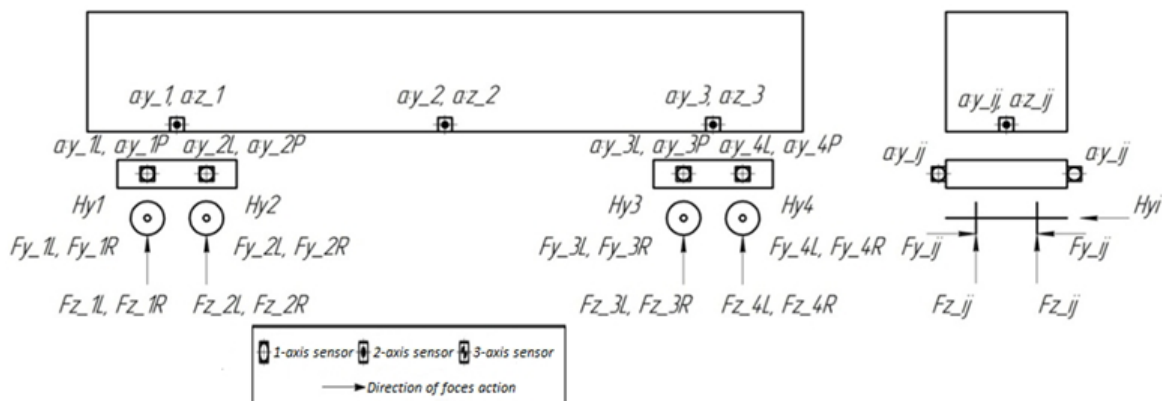 ay_1, az_1
ay_2, az_2
ay_3, az_3
ay_ij, az_ij
ay_1L, ay_1P ay_2L, ay_2P
ay_3L, ay_3P ay_4L, ay_4P
ay_ij ay_ij
Hy1 Hy2
Hy3 Hy4
Hyi
Fy_1L, Fy_1R Fy_2L, Fy_2R
Fy_3L, Fy_3R Fy_4L, Fy_4R
Fy_ij Fy_ij
Fz_1L, Fz_1R Fz_2L, Fz_2R
Fz_3L, Fz_3R Fz_4L, Fz_4R
Fz_ij Fz_ij
1-axis sensor 2-axis sensor 3-axis sensor
Direction of foces action